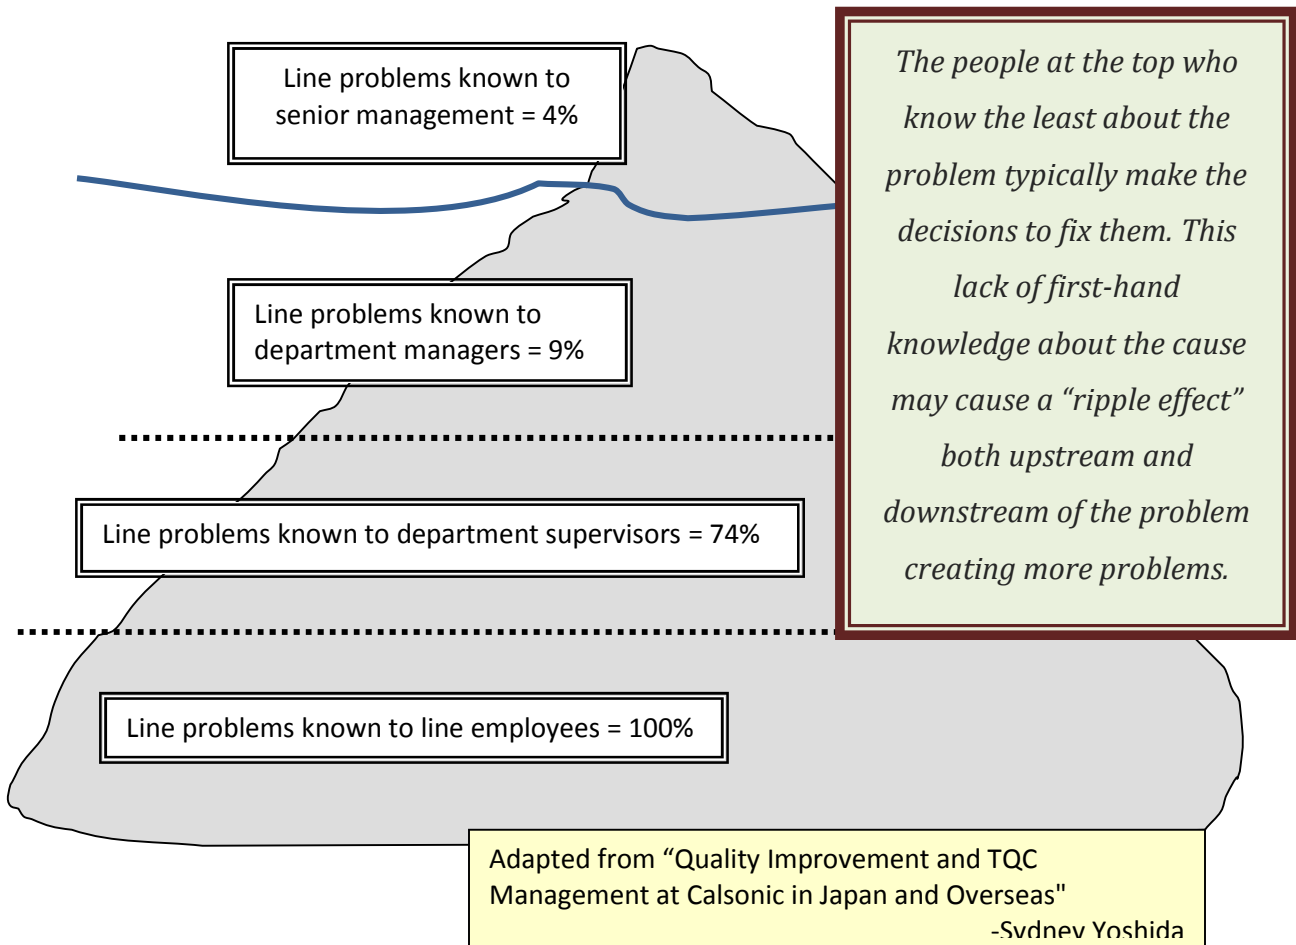 Line problems known to
senior management = 4%
The people at the top who
know the least about the
problem typically make the
decisions to fix them. This
lack of first-hand
knowledge about the cause
may cause a “ripple effect”
both upstream and
downstream of the problem
creating more problems.
Line problems known to
department managers = 9%
Line problems known to department supervisors = 74%
Line problems known to line employees = 100%
Adapted from “Quality Improvement and TQC
Management at Calsonic in Japan and Overseas"
-Sydney Yoshida